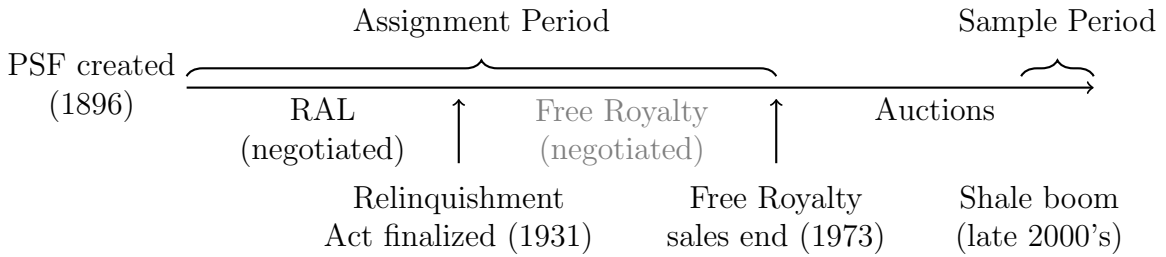 Assignment Period
Sample Period
PSF created
(1896)
RAL
(negotiated)
Free Royalty
(negotiated)
Auctions
Relinquishment
Act finalized (1931)
Free Royalty
sales end (1973)
Shale boom
(late 2000's)